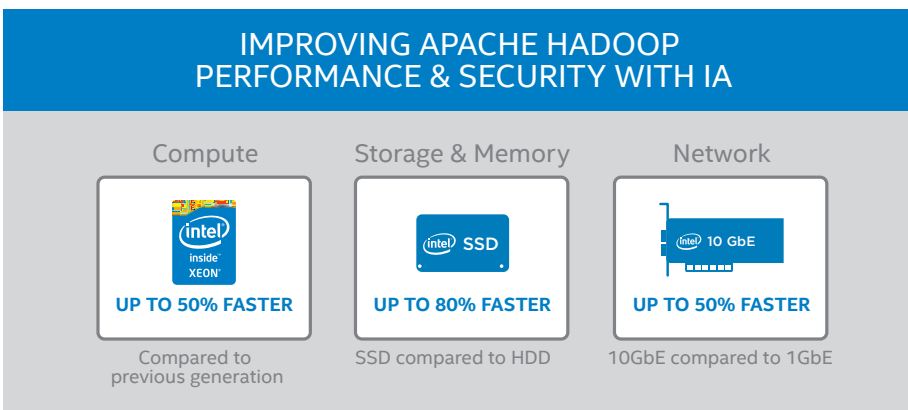 IMPROVING APACHE HADOOP
PERFORMANCE & SECURITY WITH IA
Compute
Storage & Memory
Network
intel
inside™
XEON®
intel SSD
intel 10 GbE
UP TO 50% FASTER
UP TO 80% FASTER
UP TO 50% FASTER
Compared to
previous generation
SSD compared to HDD
10GbE compared to 1GbE